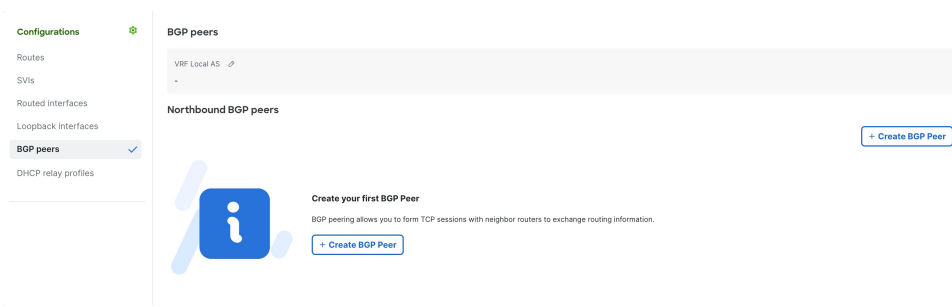 Configurations
Routes
SVIs
Routed interfaces
Loopback interfaces
BGP peers
DHCP relay profiles
BGP peers
VRF Local AS
-
Northbound BGP peers
+ Create BGP Peer
Create your first BGP Peer
BGP peering allows you to form TCP sessions with neighbor routers to exchange routing information.
+ Create BGP Peer